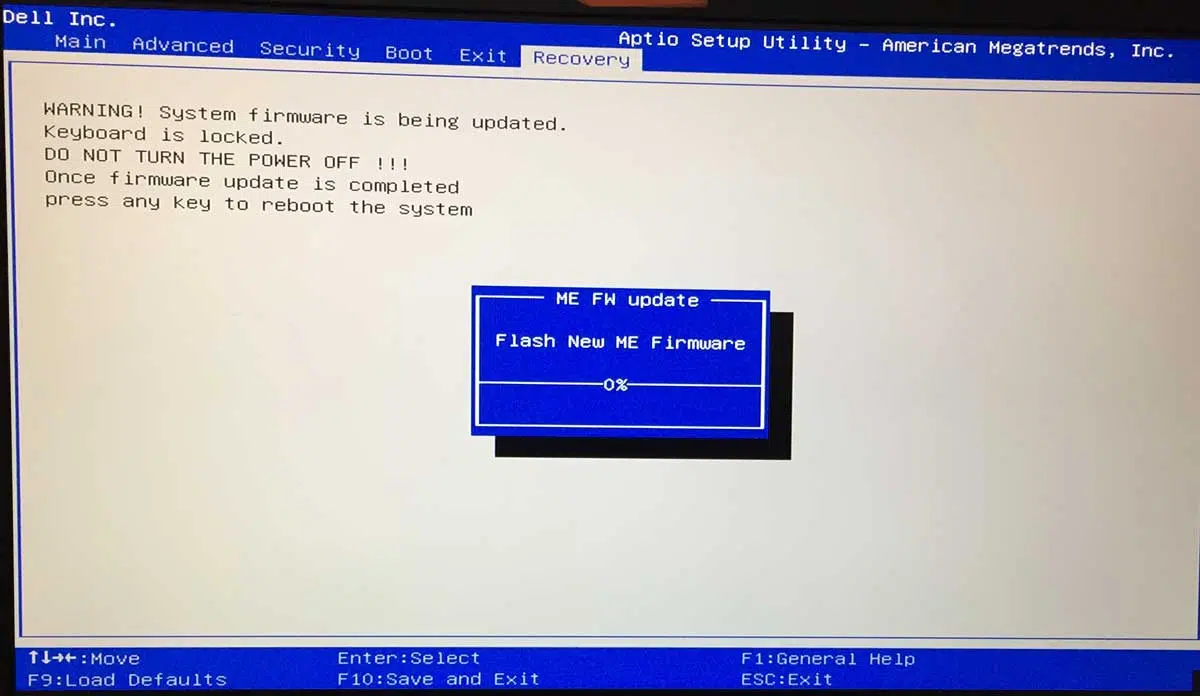 Dell Inc.
Aptio Setup Utility – American Megatrends, Inc.
Main Advanced Security Boot Exit Recovery
WARNING! System firmware is being updated.
Keyboard is locked.
DO NOT TURN THE POWER OFF !!!
Once firmware update is completed
press any key to reboot the system
ME FW update
Flash New ME Firmware
0%
↑↓→←:Move Enter:Select F1:General Help
F9:Load Defaults F10:Save and Exit ESC:Exit